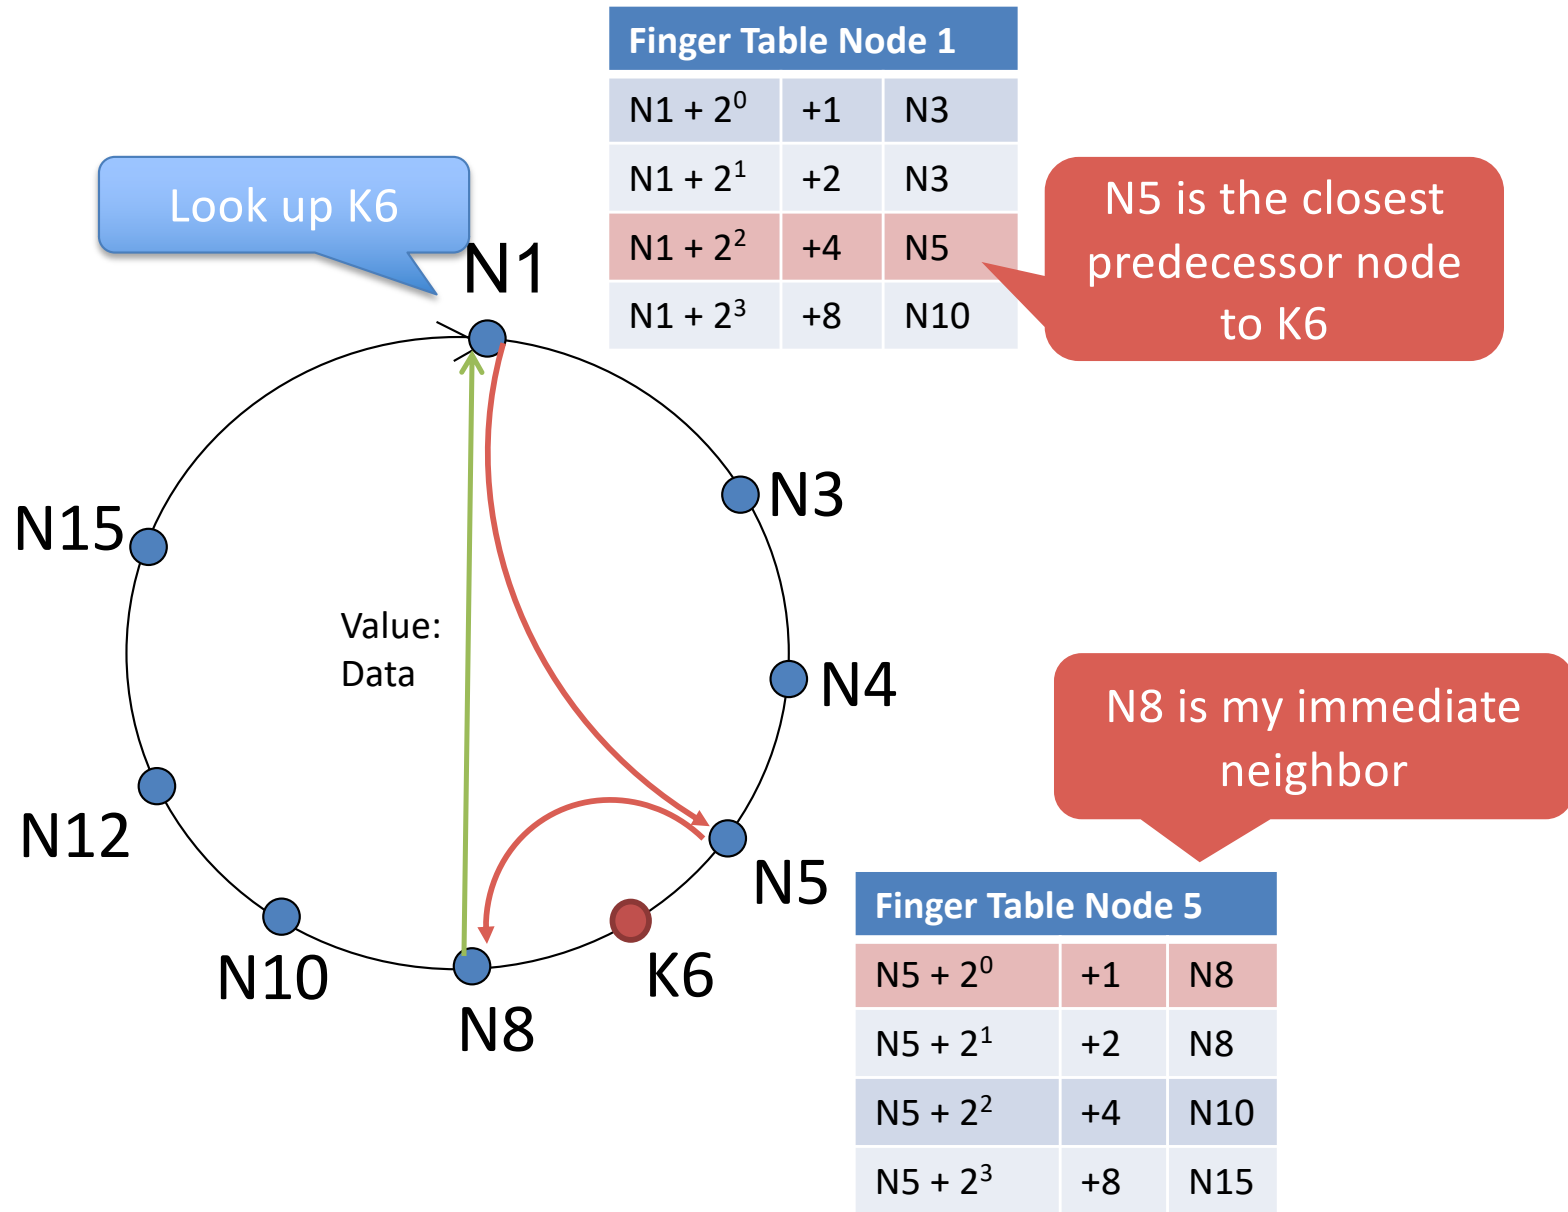 Finger Table Node 1
N1 + 2⁰ +1 N3
N1 + 2¹ +2 N3
N1 + 2² +4 N5
N1 + 2³ +8 N10
Look up K6
N5 is the closest
predecessor node
to K6
N1
N3
N15
Value:
Data
N4
N8 is my immediate
neighbor
N12
N5
N10
K6
N8
Finger Table Node 5
N5 + 2⁰ +1 N8
N5 + 2¹ +2 N8
N5 + 2² +4 N10
N5 + 2³ +8 N15